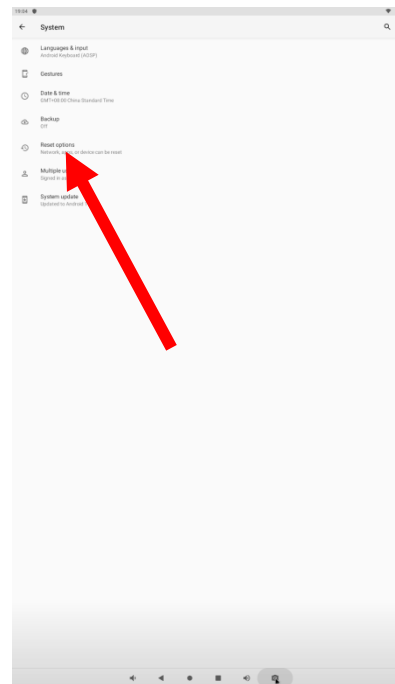 19:04
System
Languages & input
Android Keyboard (AOSP)
Gestures
Date & time
GMT+08:00 China Standard Time
Backup
Off
Reset options
Network, or device can be reset
Multiple
Signed in as
System update
Updated to Android